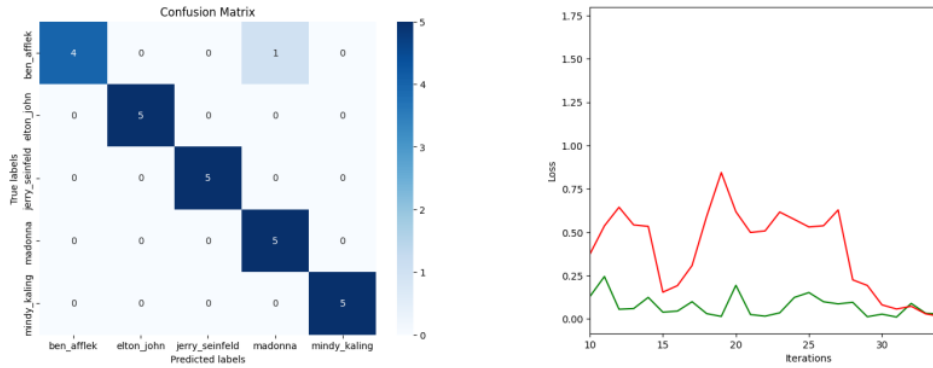 Confusion Matrix
True labels
ben_afflek
elton_john
jerry_seinfeld
madonna
mindy_kaling
4 0 0 1 0
0 5 0 0 0
0 0 5 0 0
0 0 0 5 0
0 0 0 0 5
ben_afflek elton_john jerry_seinfeld madonna mindy_kaling
Predicted labels
5
4
3
2
1
0
Loss
1.75
1.50
1.25
1.00
0.75
0.50
0.25
0.00
10 15 20 25 30
Iterations